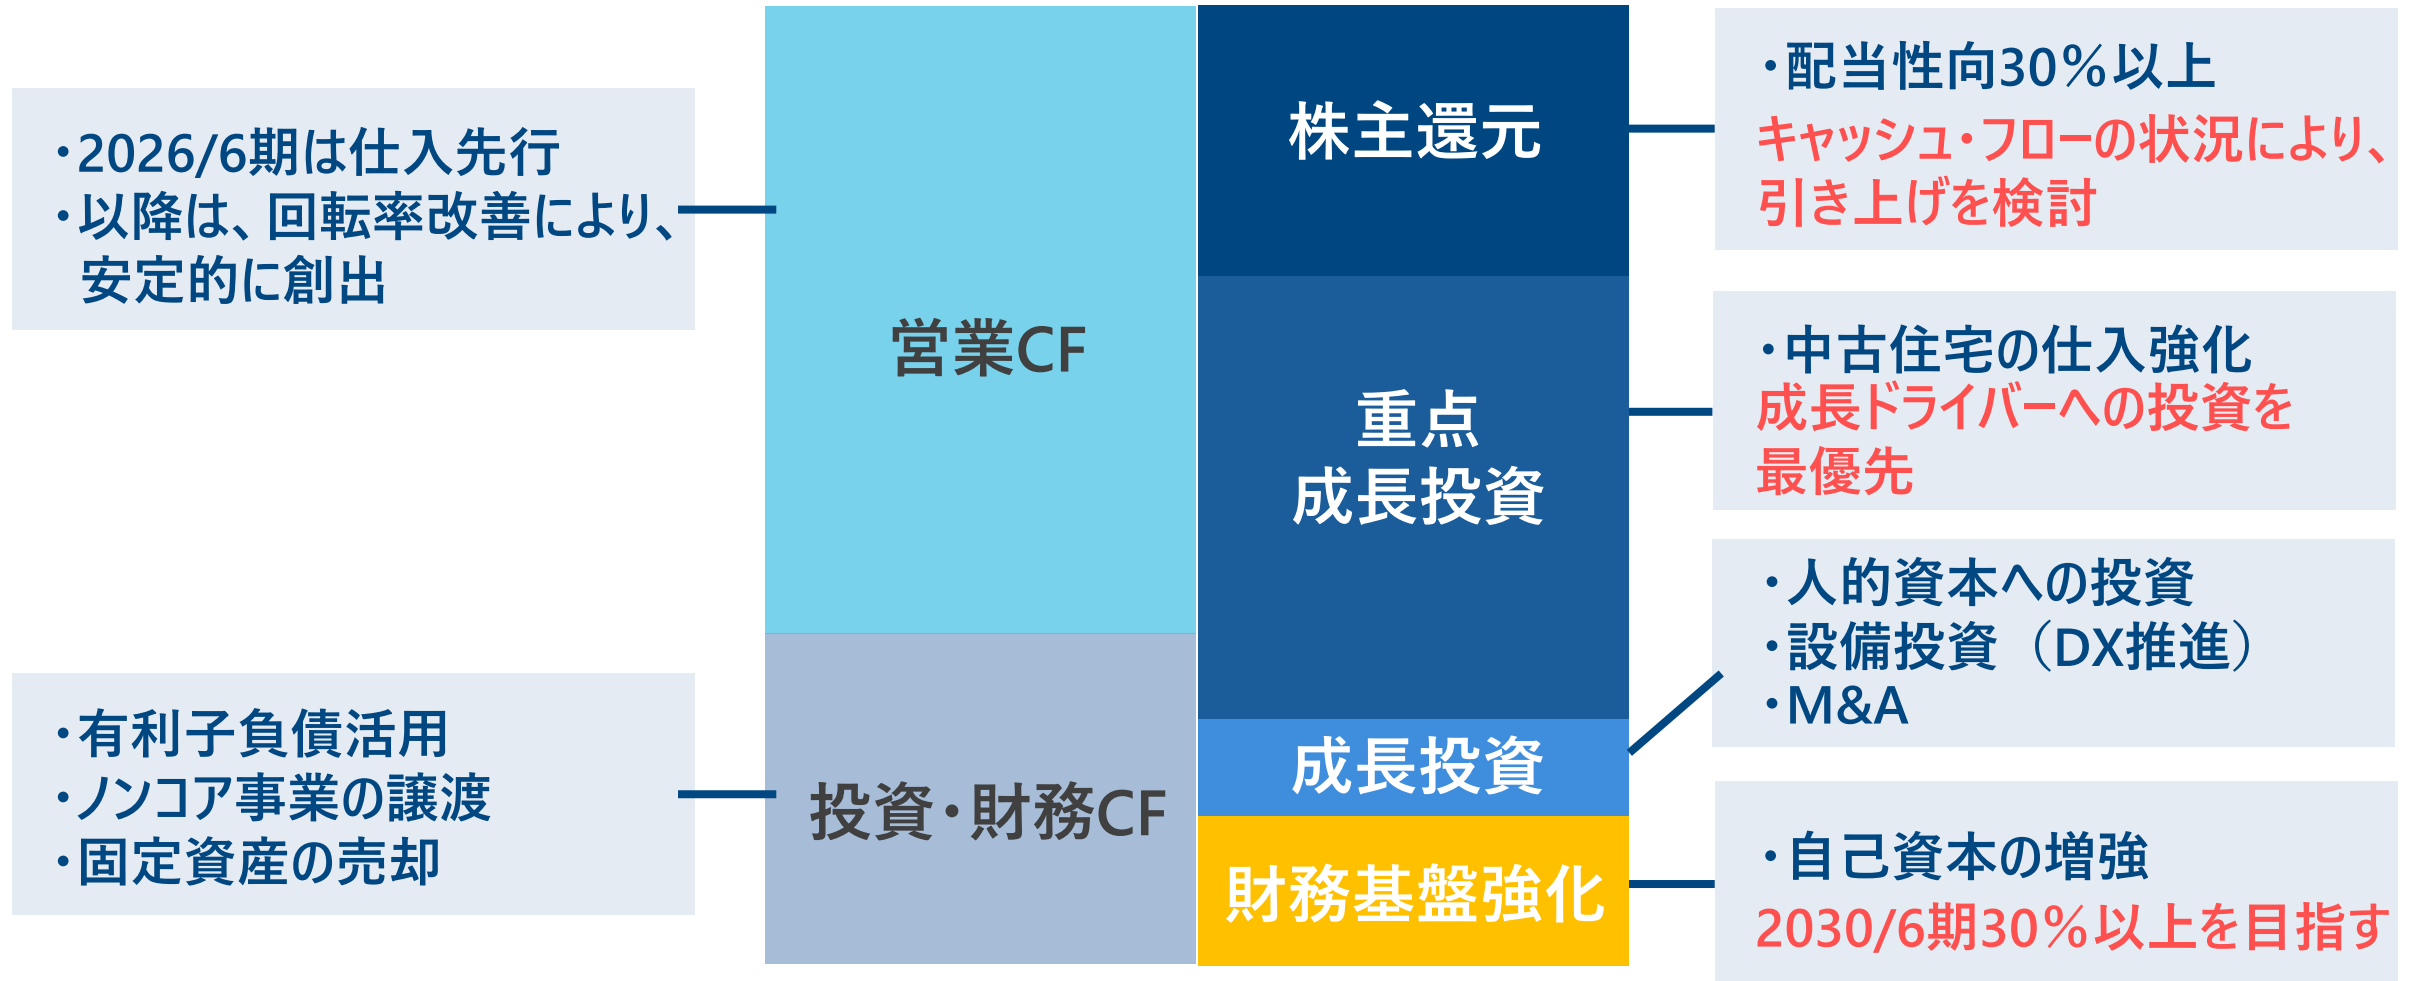 ・2026/6期は仕入先行
・以降は、回転率改善により、
安定的に創出
・有利子負債活用
・ノンコア事業の譲渡
・固定資産の売却
営業CF
投資・財務CF
株主還元
重点
成長投資
成長投資
財務基盤強化
・配当性向30％以上
キャッシュ・フローの状況により、
引き上げを検討
・中古住宅の仕入強化
成長ドライバーへの投資を
最優先
・人的資本への投資
・設備投資（DX推進）
・M&A
・自己資本の増強
2030/6期30％以上を目指す